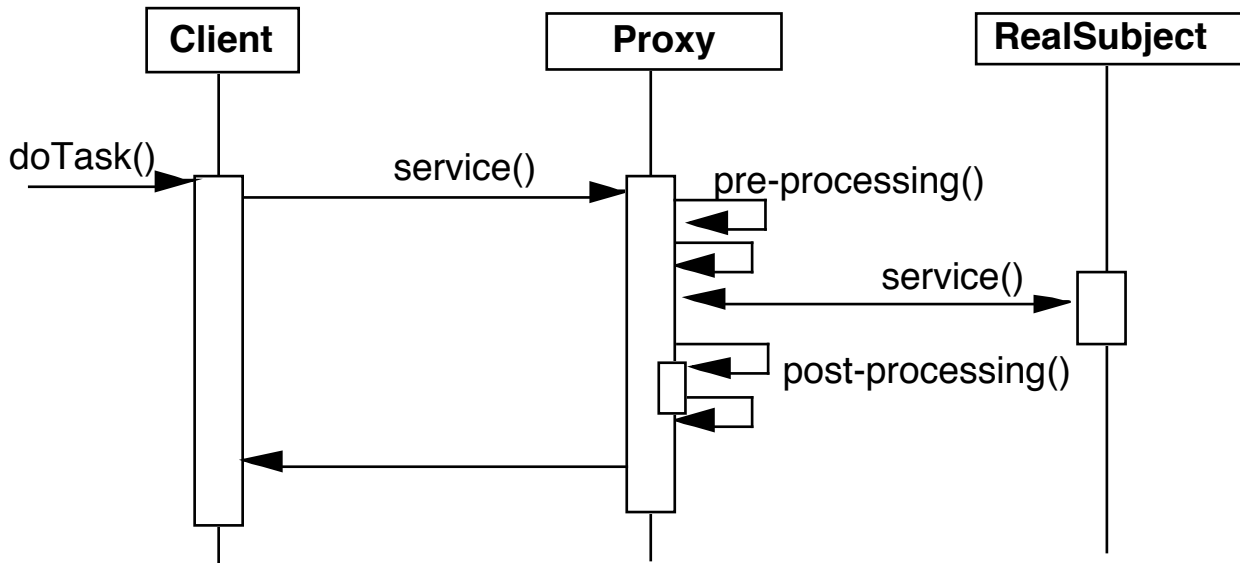 Client
Proxy
RealSubject
doTask()
service()
pre-processing()
service()
post-processing()